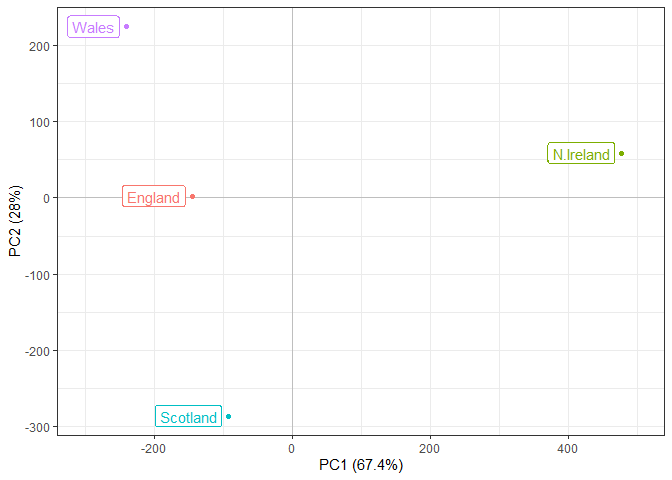 Wales
200
100
N.Ireland
England
0
PC2 (28%)
-100
-200
Scotland
-300
-200
0
200
400
PC1 (67.4%)